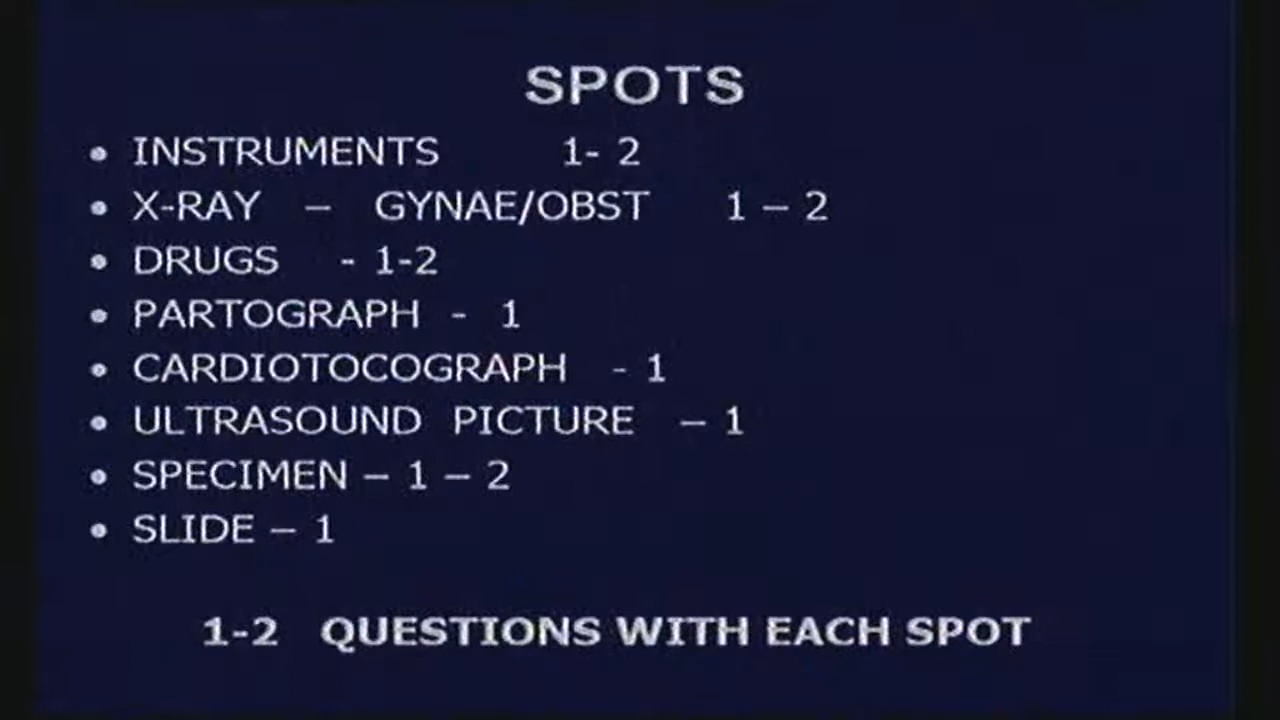 SPOTS
• INSTRUMENTS 1- 2
• X-RAY – GYNAE/OBST 1 – 2
• DRUGS - 1-2
• PARTOGRAPH - 1
• CARDIOTOCOGRAPH - 1
• ULTRASOUND PICTURE – 1
• SPECIMEN – 1 – 2
• SLIDE – 1
1-2 QUESTIONS WITH EACH SPOT